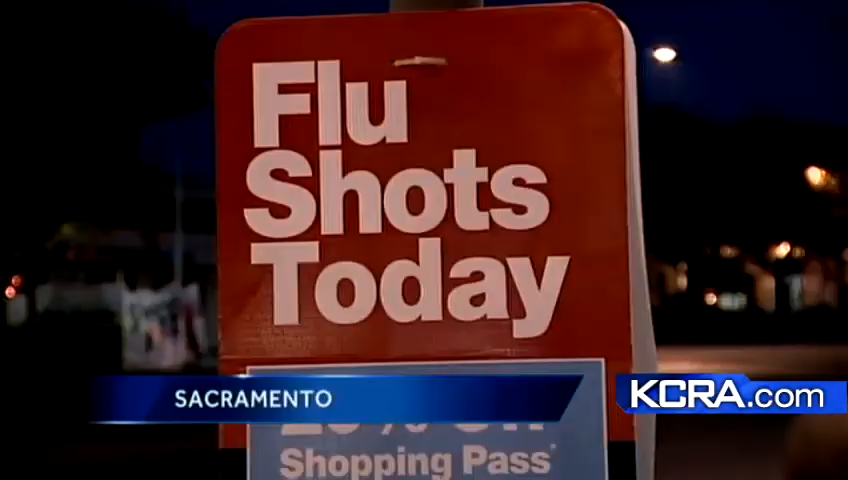 Flu
Shots
Today
SACRAMENTO
KCRA.com
Shopping Pass*